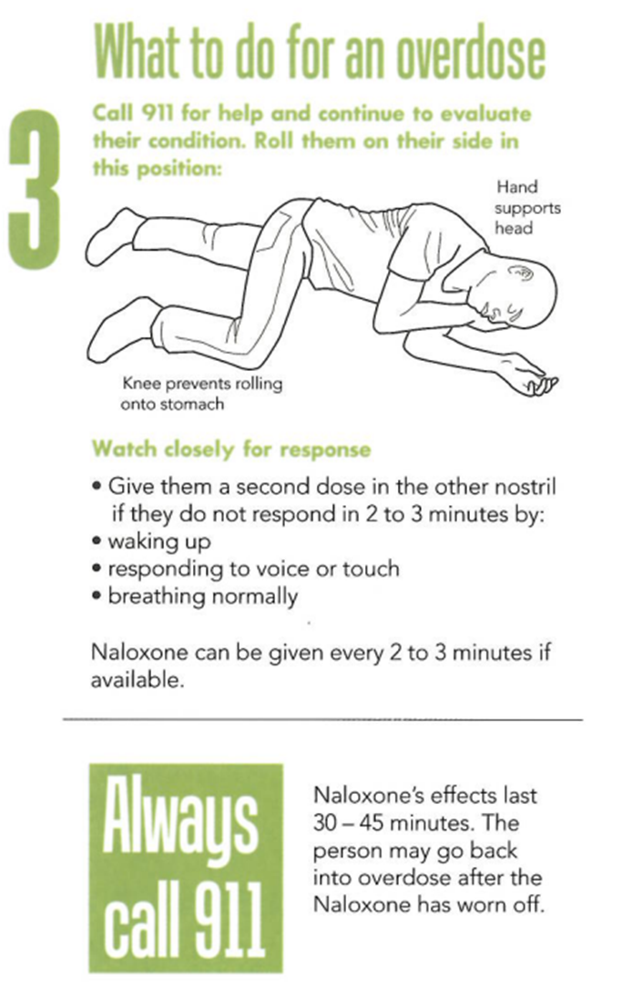 What to do for an overdose
3
Call 911 for help and continue to evaluate
their condition. Roll them on their side in
this position:
Hand
supports
head
Knee prevents rolling
onto stomach
Watch closely for response
• Give them a second dose in the other nostril
if they do not respond in 2 to 3 minutes by:
• waking up
• responding to voice or touch
• breathing normally
Naloxone can be given every 2 to 3 minutes if
available.
Always
call 911
Naloxone’s effects last
30 – 45 minutes. The
person may go back
into overdose after the
Naloxone has worn off.